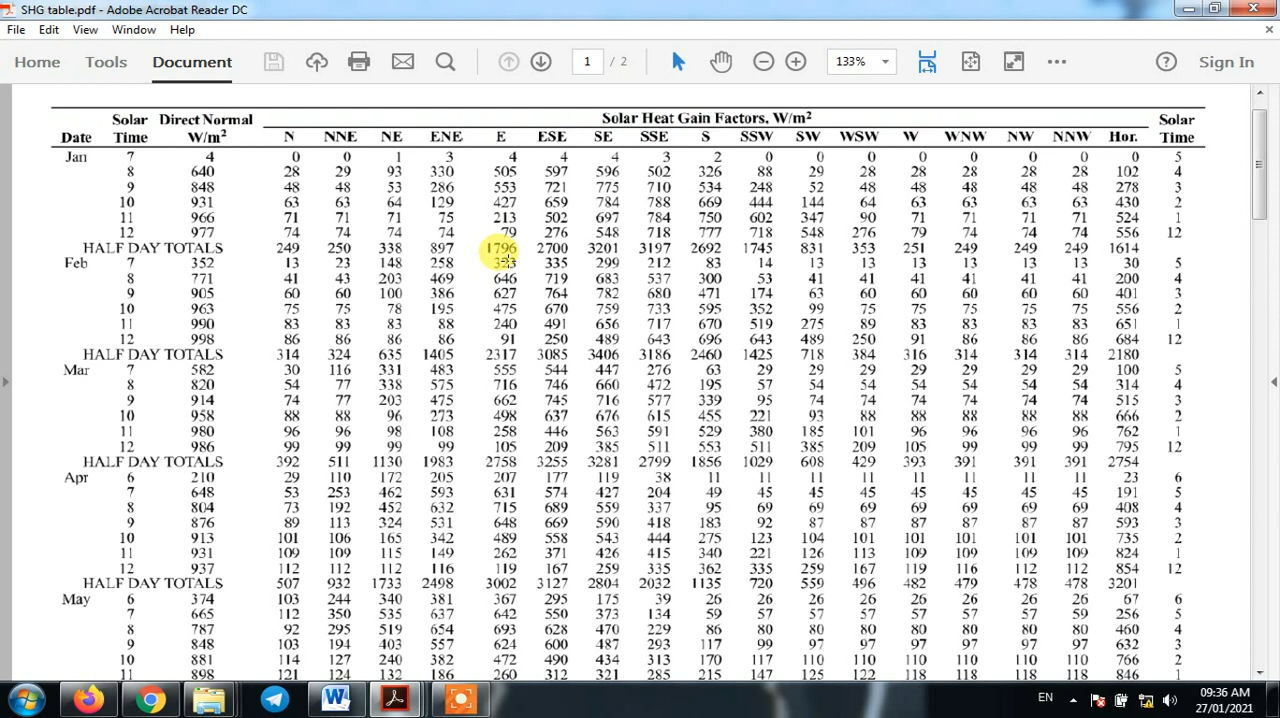 SHG table.pdf - Adobe Acrobat Reader DC
File Edit View Window Help
Home Tools Document 1 / 2 133% Sign In
Solar Direct Normal Solar Heat Gain Factors, W/m² Solar
Date Time W/m² N NNE NE ENE E ESE SE SSE S SSW SW WSW W WNW NW NNW Hor. Time
Jan 7 4 0 0 1 3 4 4 4 3 2 0 0 0 0 0 0 0 0 5
8 640 28 29 93 330 505 597 596 502 326 88 29 28 28 28 28 28 102 4
9 848 48 48 53 286 553 721 775 710 534 248 52 48 48 48 48 48 278 3
10 931 63 63 64 129 427 659 784 788 669 444 144 64 63 63 63 63 430 2
11 966 71 71 71 75 213 502 697 784 750 602 347 90 71 71 71 71 524 1
12 977 74 74 74 74 79 276 548 718 777 718 548 276 79 74 74 74 556 12
HALF DAY TOTALS 249 250 338 897 1796 2700 3201 3197 2692 1745 831 353 251 249 249 249 1614
Feb 7 352 13 23 148 258 323 335 299 212 83 14 13 13 13 13 13 13 30 5
8 771 41 43 203 469 646 719 683 537 300 53 41 41 41 41 41 41 200 4
9 905 60 60 100 386 627 764 782 680 471 174 63 60 60 60 60 60 401 3
10 963 75 75 78 195 475 670 759 733 595 352 99 75 75 75 75 75 556 2
11 990 83 83 83 88 240 491 656 717 670 519 275 89 83 83 83 83 651 1
12 998 86 86 86 86 91 250 489 643 696 643 489 250 91 86 86 86 684 12
HALF DAY TOTALS 314 324 635 1405 2317 3085 3406 3186 2460 1425 718 384 316 314 314 314 2180
Mar 7 582 30 116 331 483 555 544 447 276 63 29 29 29 29 29 29 29 100 5
8 820 54 77 338 575 716 746 660 472 195 57 54 54 54 54 54 54 314 4
9 914 74 77 203 475 662 745 716 577 339 95 74 74 74 74 74 74 515 3
10 958 88 88 96 273 498 637 676 615 455 221 93 88 88 88 88 88 666 2
11 980 96 96 98 108 258 446 563 591 529 380 185 101 96 96 96 96 762 1
12 986 99 99 99 99 105 209 385 511 553 511 385 209 105 99 99 99 795 12
HALF DAY TOTALS 392 511 1130 1983 2758 3255 3281 2799 1856 1029 608 429 393 391 391 391 2754
Apr 6 210 29 110 172 205 207 177 119 38 11 11 11 11 11 11 11 11 23 6
7 648 53 253 462 593 631 574 427 204 49 45 45 45 45 45 45 45 191 5
8 804 73 192 452 632 715 689 559 337 95 69 69 69 69 69 69 69 408 4
9 876 89 113 324 531 648 669 590 418 183 92 87 87 87 87 87 87 593 3
10 913 101 106 165 342 489 558 543 444 275 123 104 101 101 101 101 101 735 2
11 931 109 109 115 149 262 371 426 415 340 221 126 113 109 109 109 109 824 1
12 937 112 112 112 116 119 167 259 335 362 335 259 167 119 116 112 112 854 12
HALF DAY TOTALS 507 932 1733 2498 3002 3127 2804 2032 1135 720 559 496 482 479 478 478 3201
May 6 374 103 244 340 381 367 295 175 39 26 26 26 26 26 26 26 26 67 6
7 665 112 350 535 637 642 550 373 134 59 57 57 57 57 57 57 59 256 5
8 787 92 295 519 654 693 628 470 229 86 80 80 80 80 80 80 80 460 4
9 848 103 194 403 557 624 600 487 293 117 99 97 97 97 97 97 97 632 3
10 881 114 127 240 382 472 490 434 313 170 117 110 110 110 110 110 110 766 2
11 898 121 124 132 186 260 312 321 285 215 147 125 122 118 118 118 118 846 1
EN 09:36 AM
27/01/2021